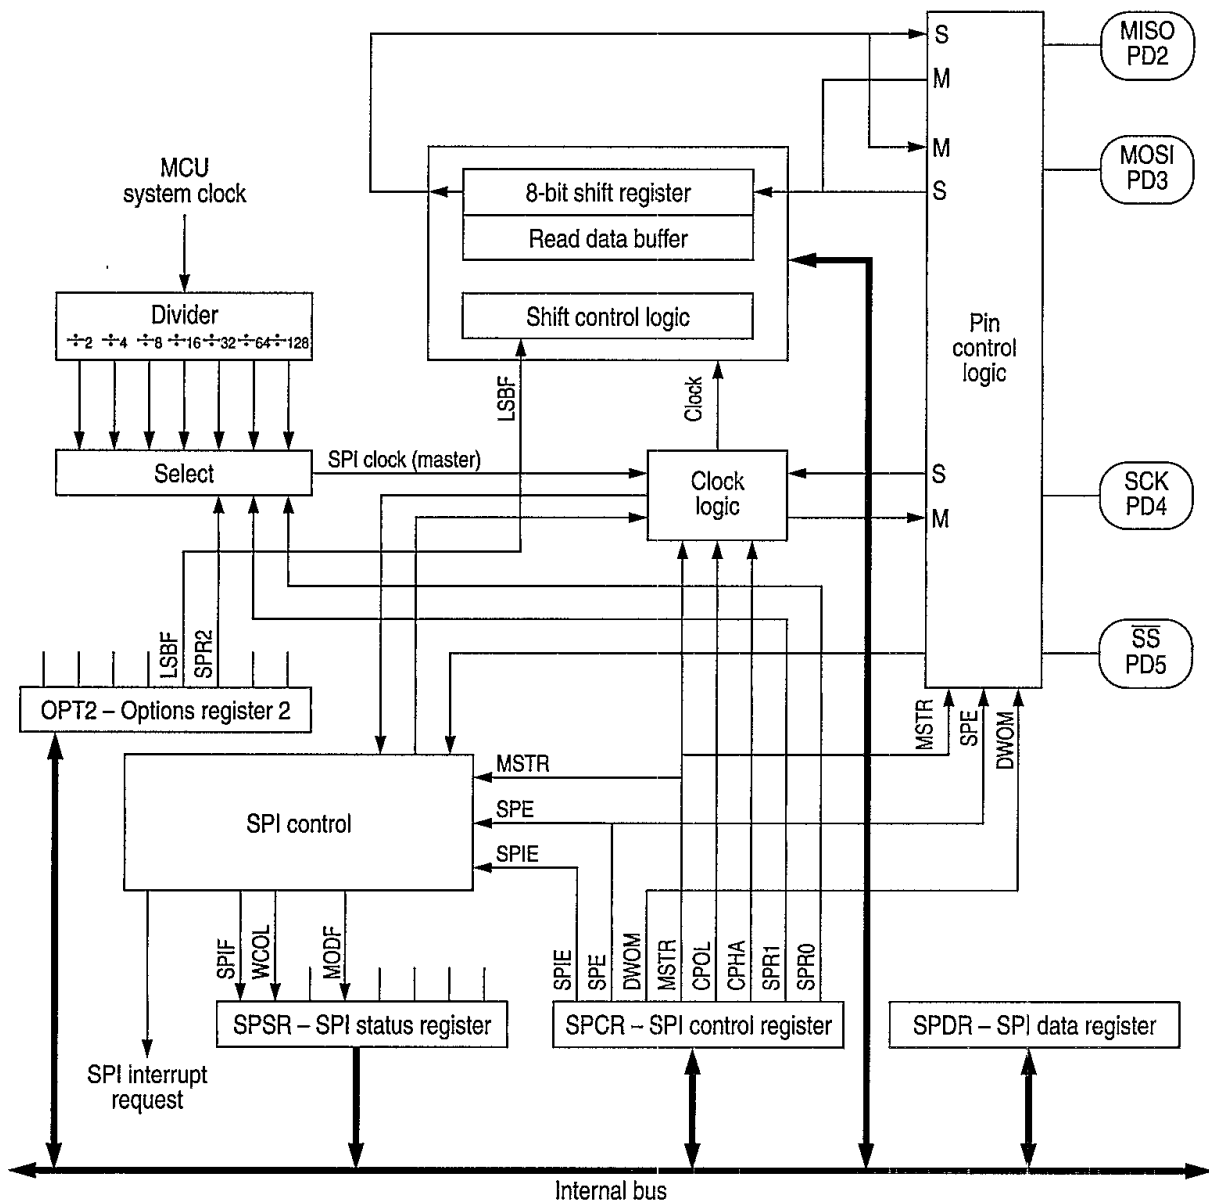 MISO
PD2
S
M
M
S
MOSI
PD3
MCU
system clock
8-bit shift register
Read data buffer
Shift control logic
Divider
÷2 ÷4 ÷8 ÷16 ÷32 ÷64 ÷128
Pin
control
logic
LSBF
Clock
Select
SPI clock (master)
Clock
logic
S
M
SCK
PD4
LSBF
SPR2
SS
PD5
OPT2 – Options register 2
MSTR
SPE
DWOM
SPI control
MSTR
SPE
SPIE
SPIF
WCOL
MODF
SPIE
SPE
DWOM
MSTR
CPOL
CPHA
SPR1
SPR0
SPSR – SPI status register
SPCR – SPI control register
SPDR – SPI data register
SPI interrupt
request
Internal bus